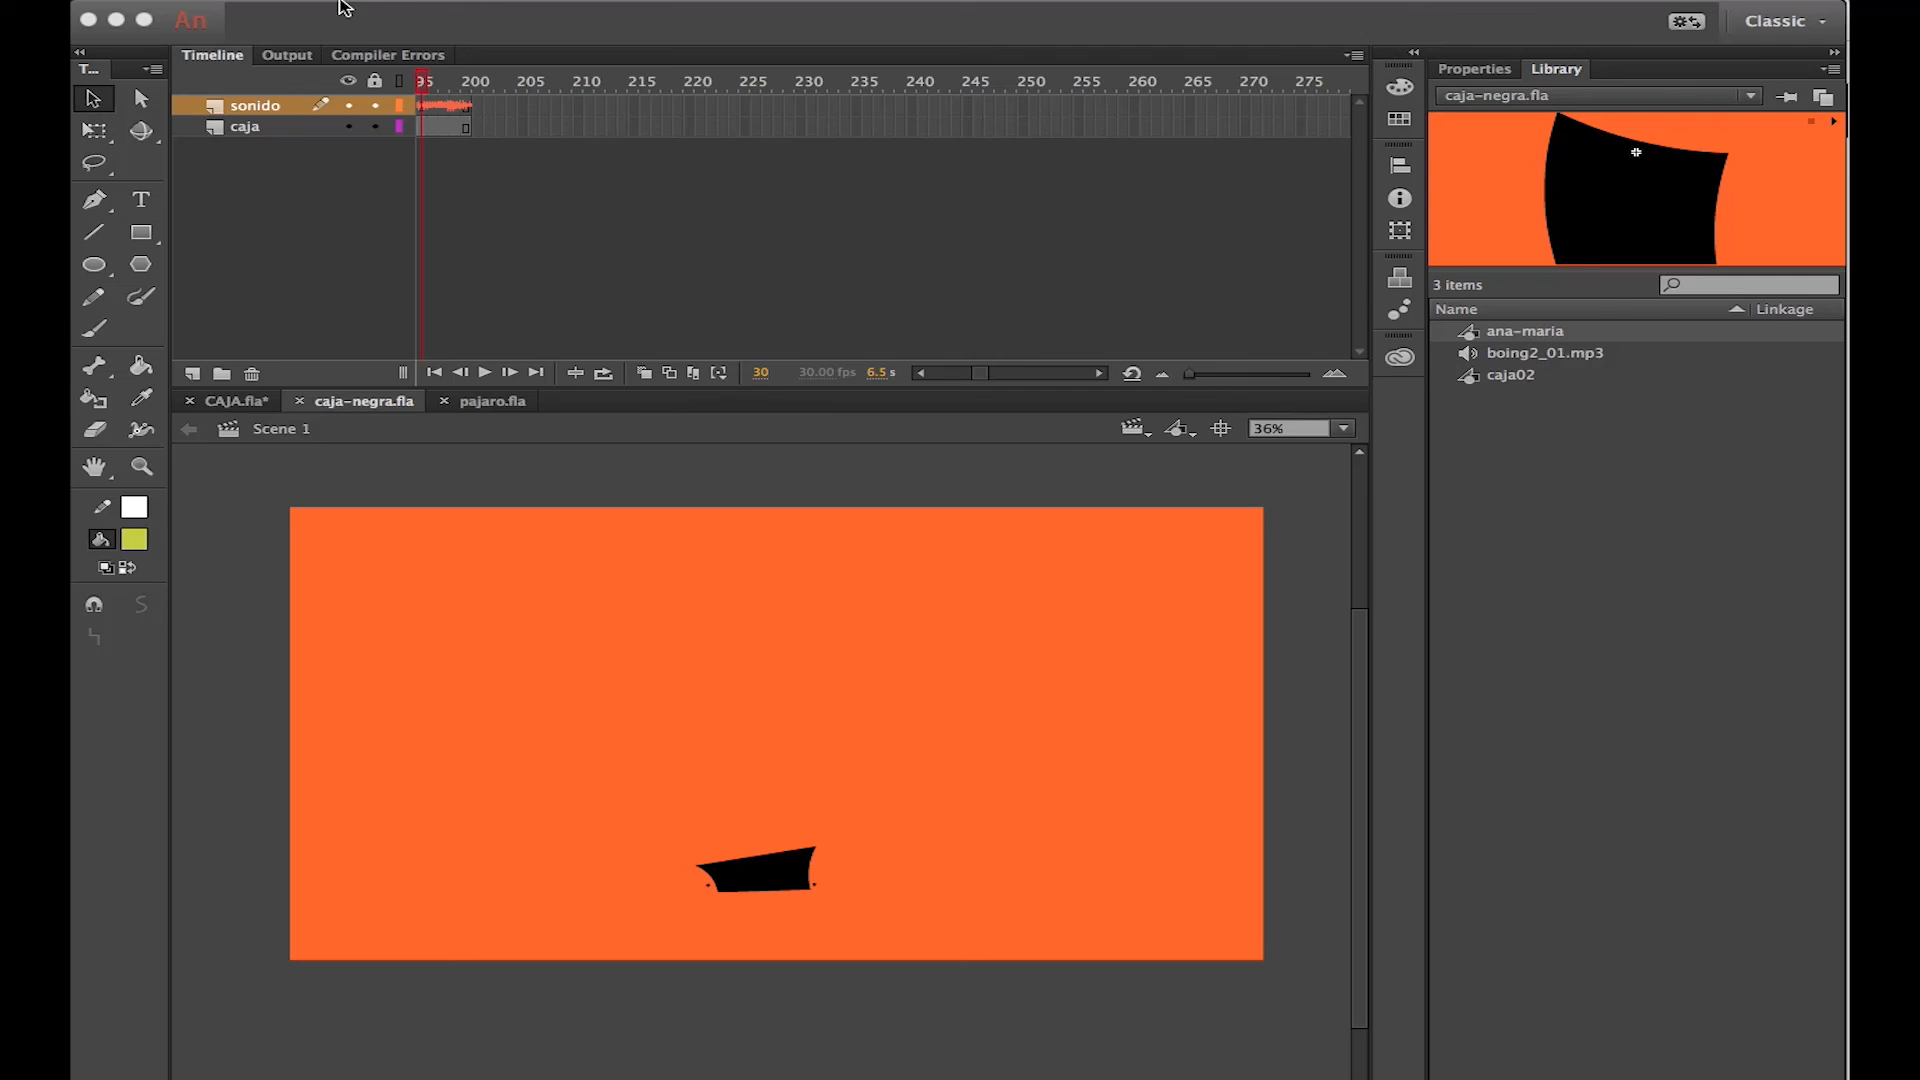 An
Classic
Timeline Output Compiler Errors
T...
Properties Library
200 205 210 215 220 225 230 235 240 245 250 255 260 265 270 275
caja-negra.fla
sonido
caja
3 items
Name Linkage
ana-maria
boing2_01.mp3
caja02
30 30.00 fps 6.5 s
CAJA.fla* caja-negra.fla pajaro.fla
Scene 1
36%